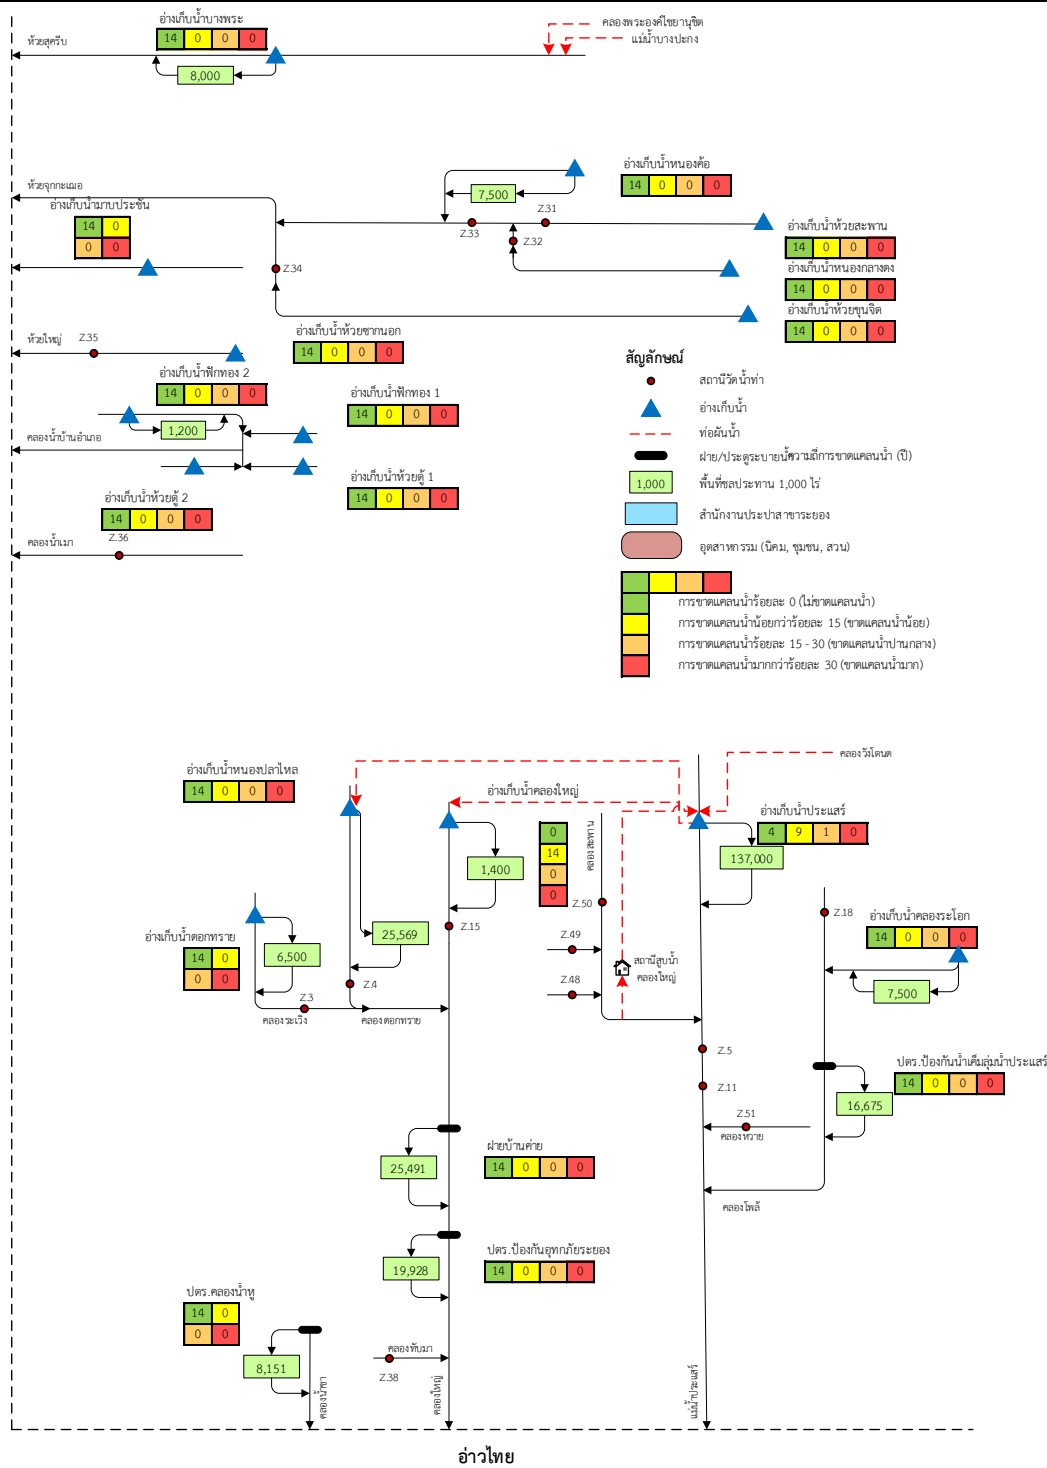 อ่างเก็บน้ำบางพระ
14 0 0 0
คลองพระองค์ไชยานุชิต
แม่น้ำบางปะกง
ห้วยสุครีบ
8,000
อ่างเก็บน้ำหนองค้อ
14 0 0 0
7,500
ห้วยจุกกะเฌอ
อ่างเก็บน้ำมาบประชัน
14 0
0 0
Z.31
Z.33
Z.32
Z.34
อ่างเก็บน้ำห้วยสะพาน
14 0 0 0
อ่างเก็บน้ำหนองกลางดง
14 0 0 0
อ่างเก็บน้ำห้วยขุนจิต
14 0 0 0
ห้วยใหญ่
Z.35
อ่างเก็บน้ำห้วยซากนอก
14 0 0 0
อ่างเก็บน้ำฟักทอง 2
14 0 0 0
อ่างเก็บน้ำฟักทอง 1
14 0 0 0
1,200
คลองน้ำบ้านอำเภอ
อ่างเก็บน้ำห้วยตู้ 1
14 0 0 0
อ่างเก็บน้ำห้วยตู้ 2
14 0 0 0
Z.36
คลองน้ำเมา
สัญลักษณ์
สถานีวัดน้ำท่า
อ่างเก็บน้ำ
ท่อผันน้ำ
ฝาย/ประตูระบายน้ำ
ความถี่การขาดแคลนน้ำ (ปี)
1,000
พื้นที่ชลประทาน 1,000 ไร่
สำนักงานประปาสาขาระยอง
อุตสาหกรรม (นิคม, ชุมชน, สวน)
การขาดแคลนน้ำร้อยละ 0 (ไม่ขาดแคลนน้ำ)
การขาดแคลนน้ำน้อยกว่าร้อยละ 15 (ขาดแคลนน้ำน้อย)
การขาดแคลนน้ำร้อยละ 15 - 30 (ขาดแคลนน้ำปานกลาง)
การขาดแคลนน้ำมากกว่าร้อยละ 30 (ขาดแคลนน้ำมาก)
คลองวังโตนด
อ่างเก็บน้ำหนองปลาไหล
14 0 0 0
อ่างเก็บน้ำคลองใหญ่
0
14
0
0
อ่างเก็บน้ำประแสร์
4 9 1 0
137,000
1,400
คลองสะพาน
Z.50
Z.18
อ่างเก็บน้ำคลองระโอก
14 0 0 0
7,500
อ่างเก็บน้ำดอกทราย
14 0
0 0
6,500
25,569
Z.15
Z.49
Z.48
สถานีสูบน้ำ
คลองใหญ่
Z.4
Z.3
คลองระเวิง
คลองดอกทราย
Z.5
Z.11
ปตร.ป้องกันน้ำเค็มลุ่มน้ำประแสร์
14 0 0 0
16,675
Z.51
คลองหวาย
คลองโพล้
ฝายบ้านค่าย
14 0 0 0
25,491
ปตร.ป้องกันอุทกภัยระยอง
14 0 0 0
19,928
ปตร.คลองน้ำหู
14 0
0 0
8,151
คลองทับมา
Z.38
คลองน้ำชา
คลองใหญ่
แม่น้ำประแสร์
อ่าวไทย